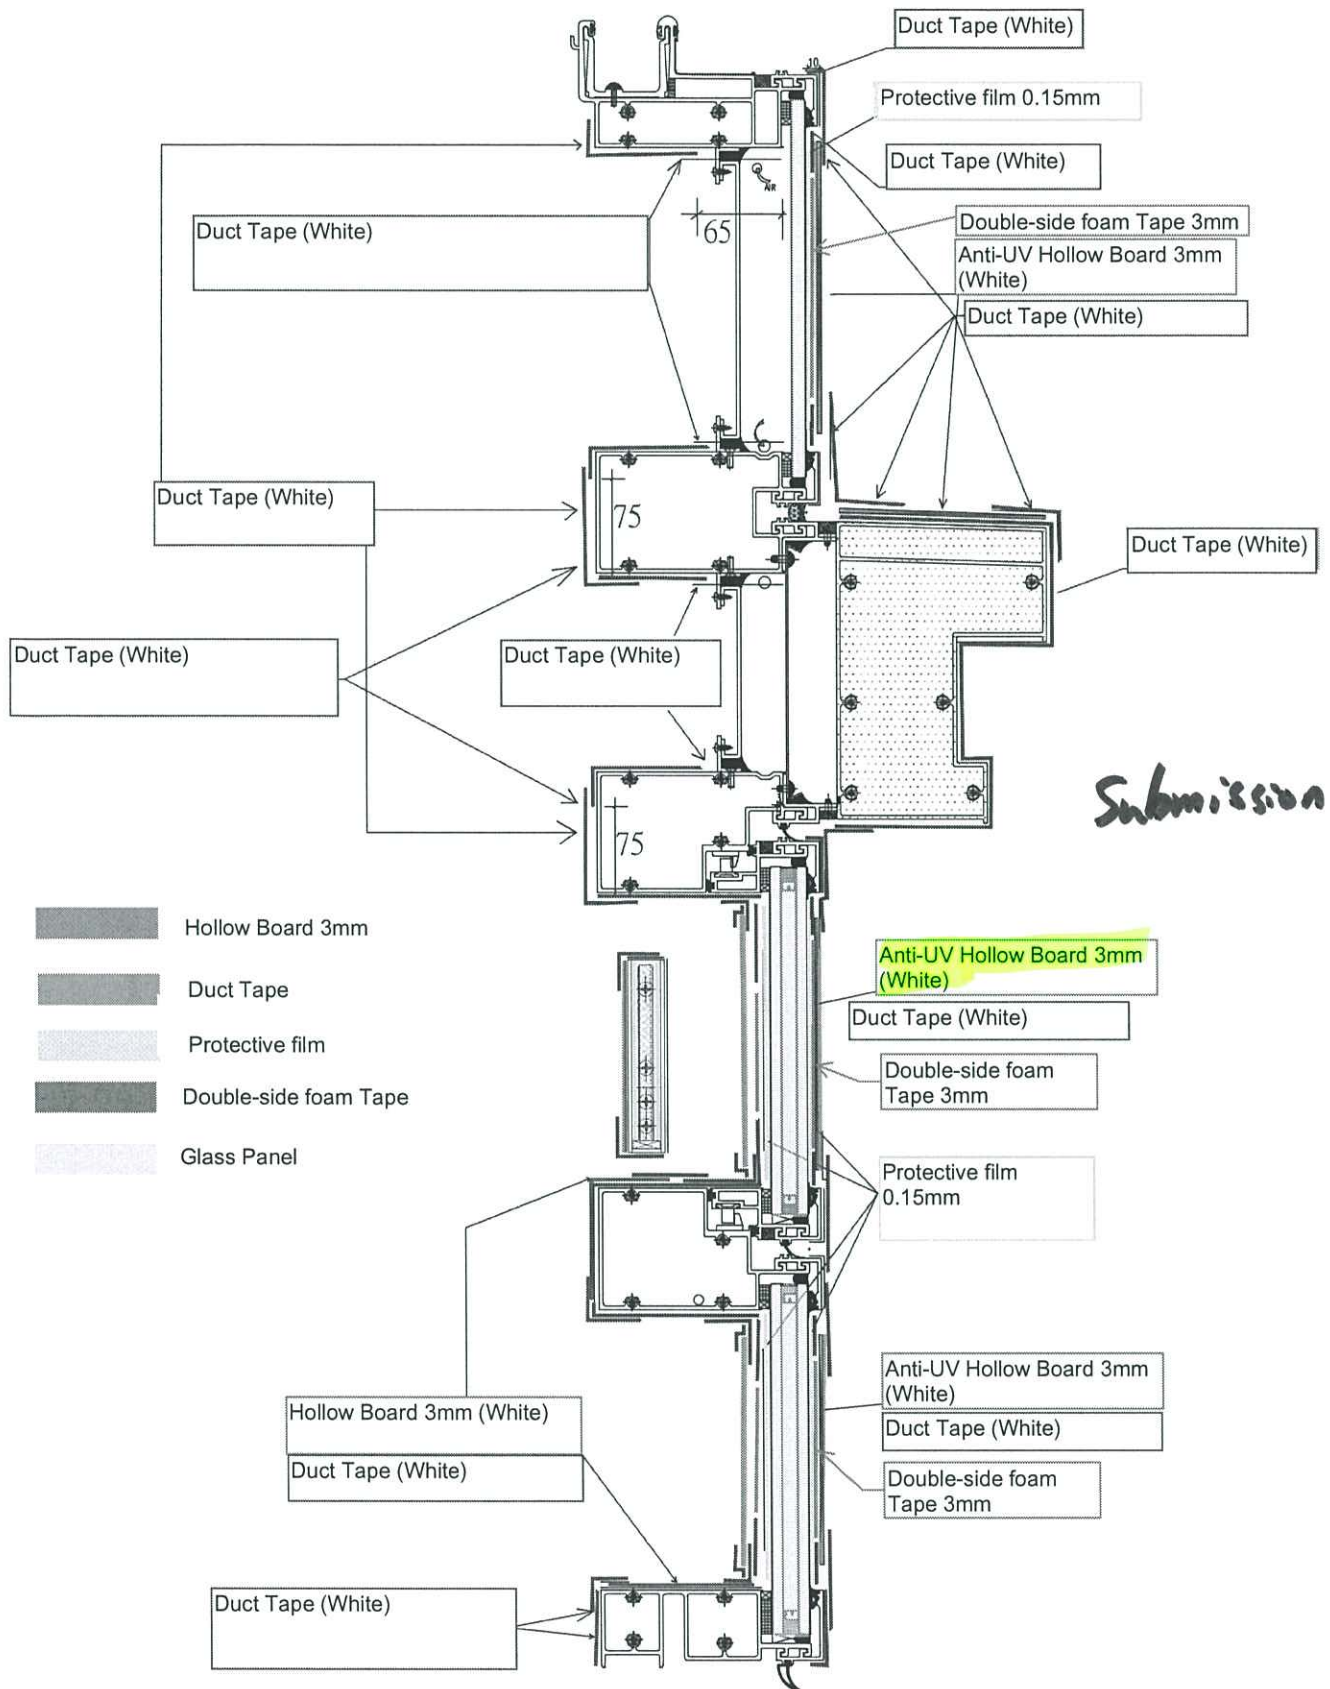 Duct Tape (White)
10
Protective film 0.15mm
Duct Tape (White)
AIR
Duct Tape (White)
65
Double-side foam Tape 3mm
Anti-UV Hollow Board 3mm
(White)
Duct Tape (White)
Duct Tape (White)
75
Duct Tape (White)
Duct Tape (White)
Duct Tape (White)
Submission
75
Hollow Board 3mm
Duct Tape
Protective film
Double-side foam Tape
Glass Panel
Anti-UV Hollow Board 3mm
(White)
Duct Tape (White)
Double-side foam
Tape 3mm
Protective film
0.15mm
Anti-UV Hollow Board 3mm
(White)
Duct Tape (White)
Double-side foam
Tape 3mm
Hollow Board 3mm (White)
Duct Tape (White)
Duct Tape (White)